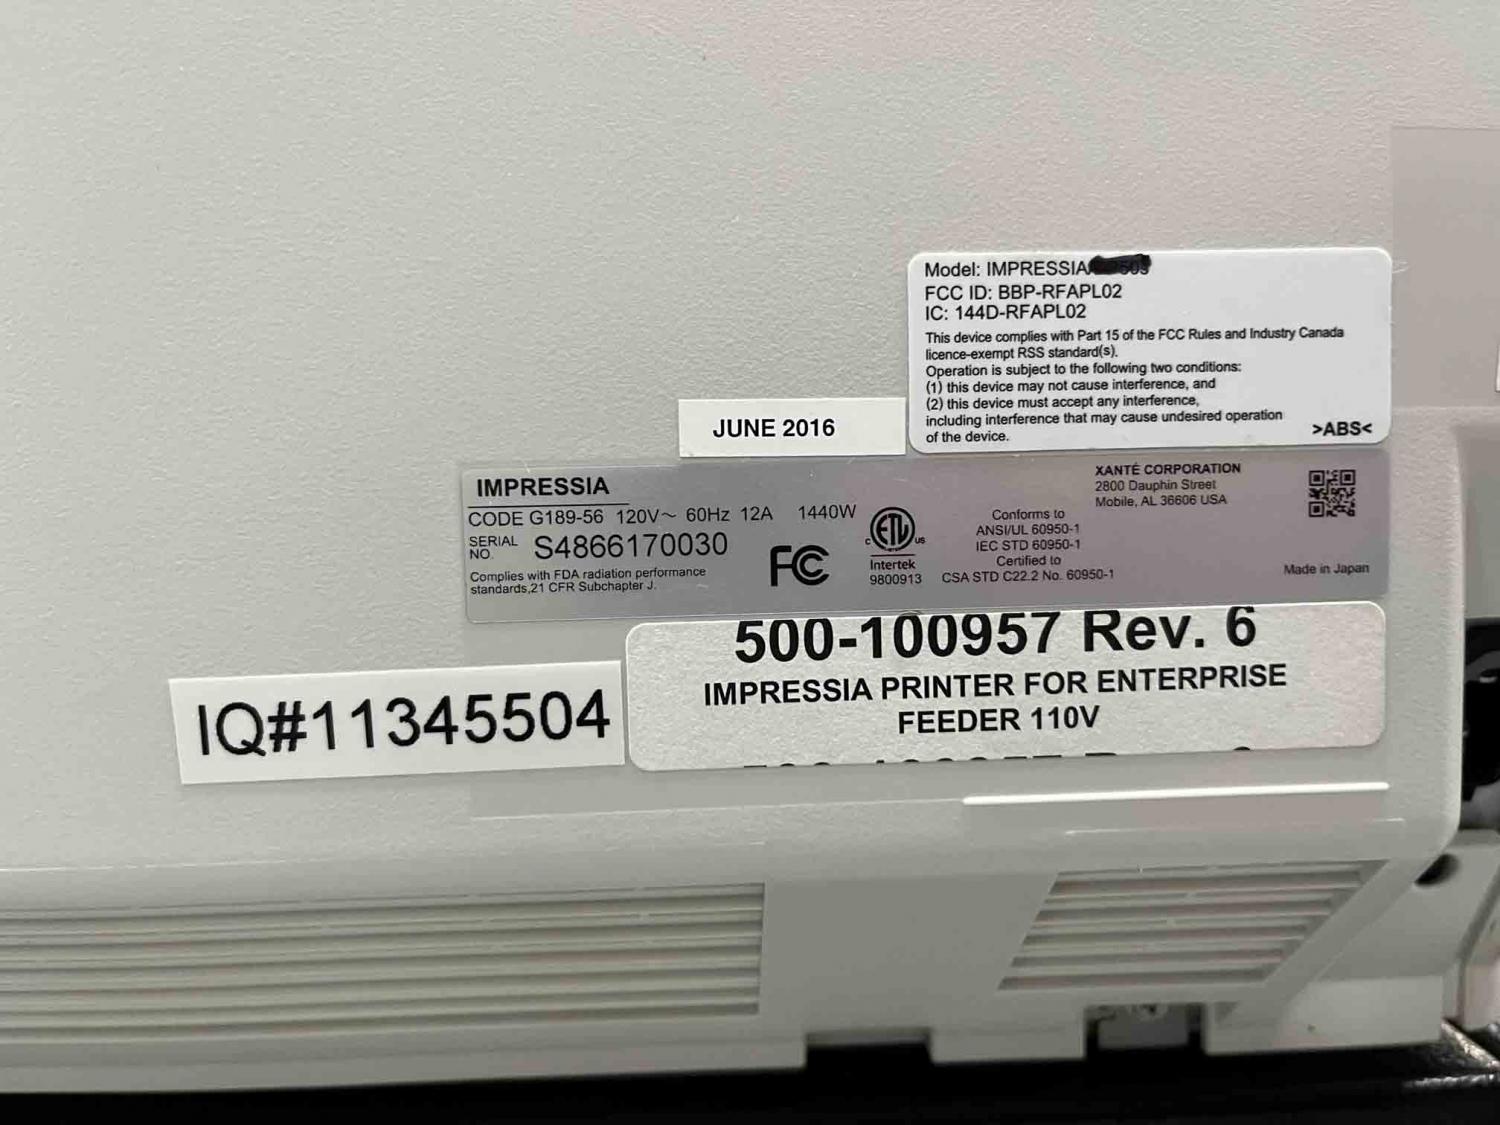 Model: IMPRESSIA
FCC ID: BBP-RFAPL02
IC: 144D-RFAPL02
This device complies with Part 15 of the FCC Rules and Industry Canada
licence-exempt RSS standard(s).
Operation is subject to the following two conditions:
(1) this device may not cause interference, and
(2) this device must accept any interference,
including interference that may cause undesired operation
of the device.
>ABS<
JUNE 2016
IMPRESSIA
CODE G189-56 120V~ 60Hz 12A 1440W
SERIAL
NO. S4866170030
Complies with FDA radiation performance
standards,21 CFR Subchapter J.
FC
ETL
c us
Intertek
9800913
Conforms to
ANSI/UL 60950-1
IEC STD 60950-1
Certified to
CSA STD C22.2 No. 60950-1
XANTÉ CORPORATION
2800 Dauphin Street
Mobile, AL 36606 USA
Made in Japan
500-100957 Rev. 6
IMPRESSIA PRINTER FOR ENTERPRISE
FEEDER 110V
IQ#11345504